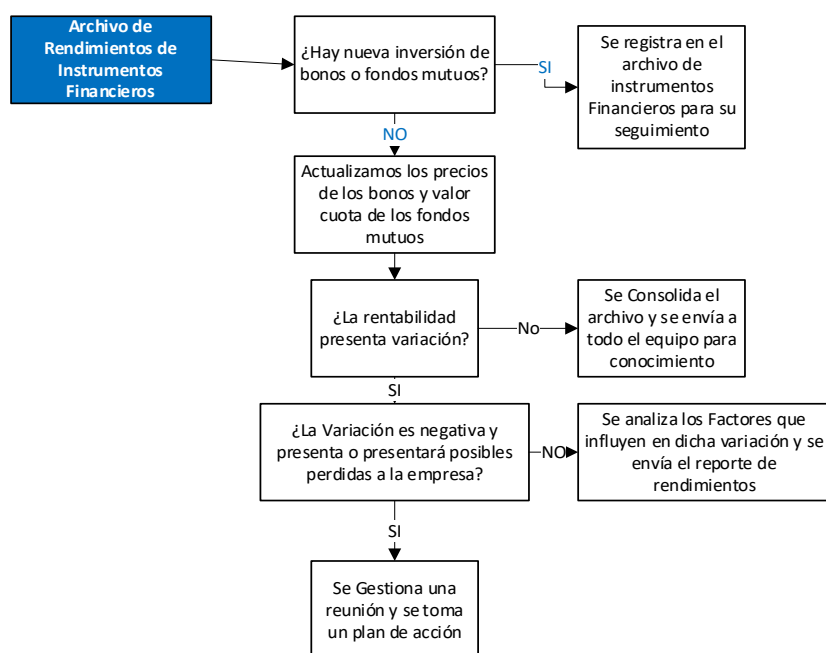 Archivo de
Rendimientos de
Instrumentos
Financieros
¿Hay nueva inversión de
bonos o fondos mutuos?
SI
Se registra en el
archivo de
instrumentos
Financieros para su
seguimiento
NO
Actualizamos los precios
de los bonos y valor
cuota de los fondos
mutuos
¿La rentabilidad
presenta variación?
No
Se Consolida el
archivo y se envía a
todo el equipo para
conocimiento
SI
¿La Variación es negativa y
presenta o presentará posibles
perdidas a la empresa?
NO
Se analiza los Factores que
influyen en dicha variación y se
envía el reporte de
rendimientos
SI
Se Gestiona una
reunión y se toma
un plan de acción